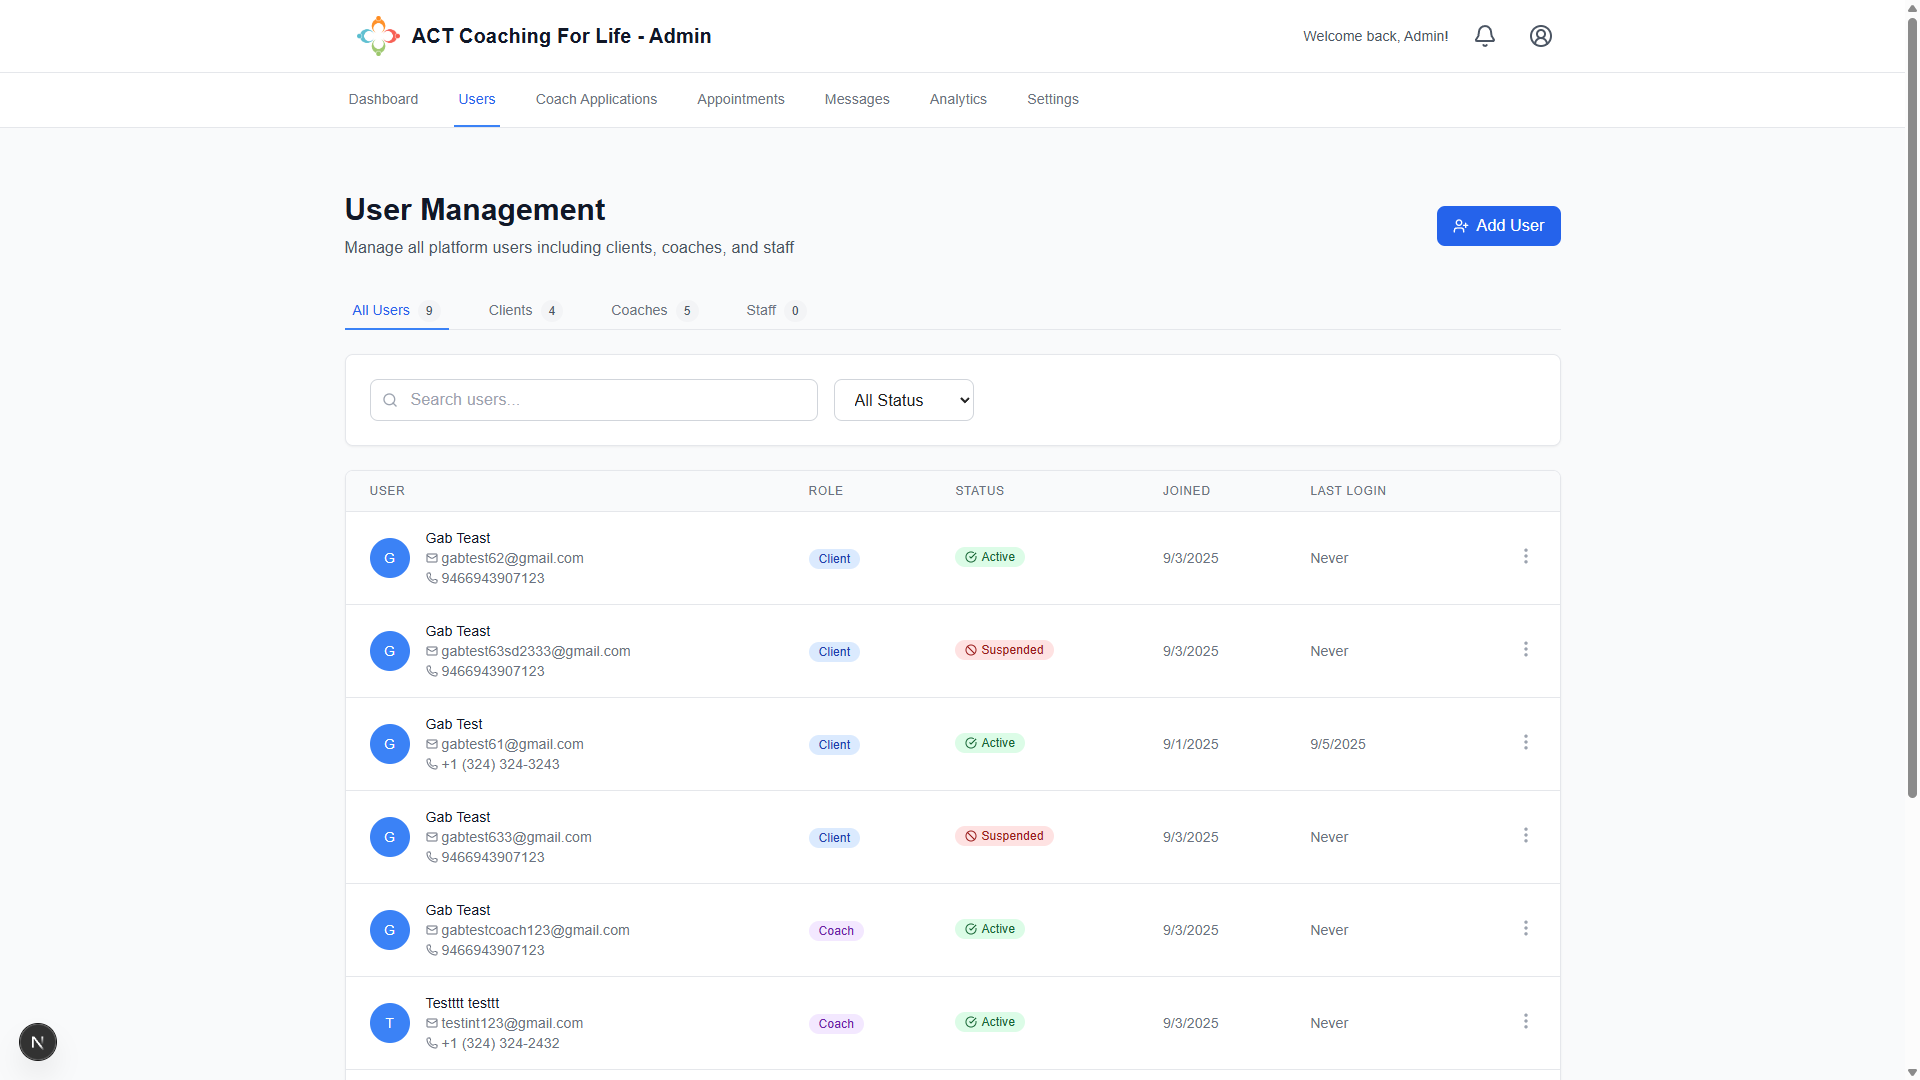 ACT Coaching For Life - Admin
Welcome back, Admin!
Dashboard Users Coach Applications Appointments Messages Analytics Settings
User Management
Manage all platform users including clients, coaches, and staff
Add User
All Users 9 Clients 4 Coaches 5 Staff 0
Search users...
All Status
USER ROLE STATUS JOINED LAST LOGIN
Gab Teast
gabtest62@gmail.com
9466943907123
Client Active 9/3/2025 Never
Gab Teast
gabtest63sd2333@gmail.com
9466943907123
Client Suspended 9/3/2025 Never
Gab Test
gabtest61@gmail.com
+1 (324) 324-3243
Client Active 9/1/2025 9/5/2025
Gab Teast
gabtest633@gmail.com
9466943907123
Client Suspended 9/3/2025 Never
Gab Teast
gabtestcoach123@gmail.com
9466943907123
Coach Active 9/3/2025 Never
Testttt testtt
testint123@gmail.com
+1 (324) 324-2432
Coach Active 9/3/2025 Never
G
G
G
G
G
T
N